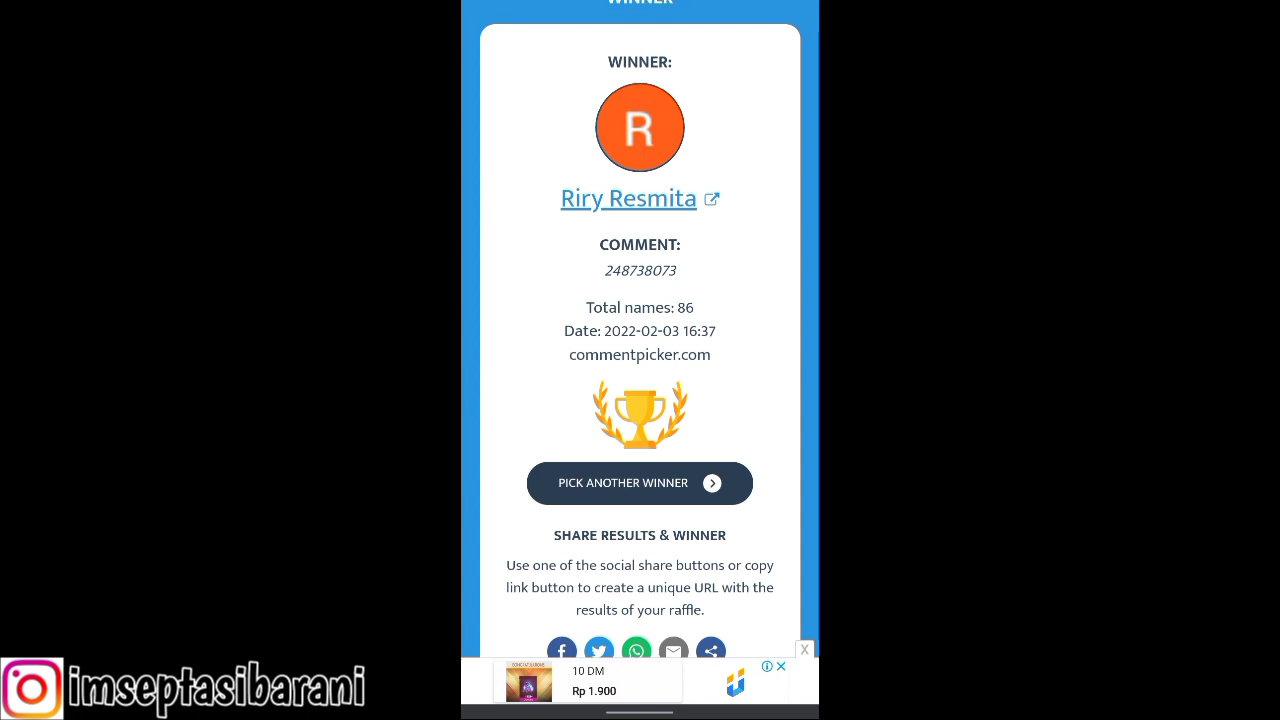 WINNER
WINNER:
R
Riry Resmita
COMMENT:
248738073
Total names: 86
Date: 2022-02-03 16:37
commentpicker.com
PICK ANOTHER WINNER
SHARE RESULTS & WINNER
Use one of the social share buttons or copy
link button to create a unique URL with the
results of your raffle.
X
10 DM
Rp 1.900
imseptasibarani